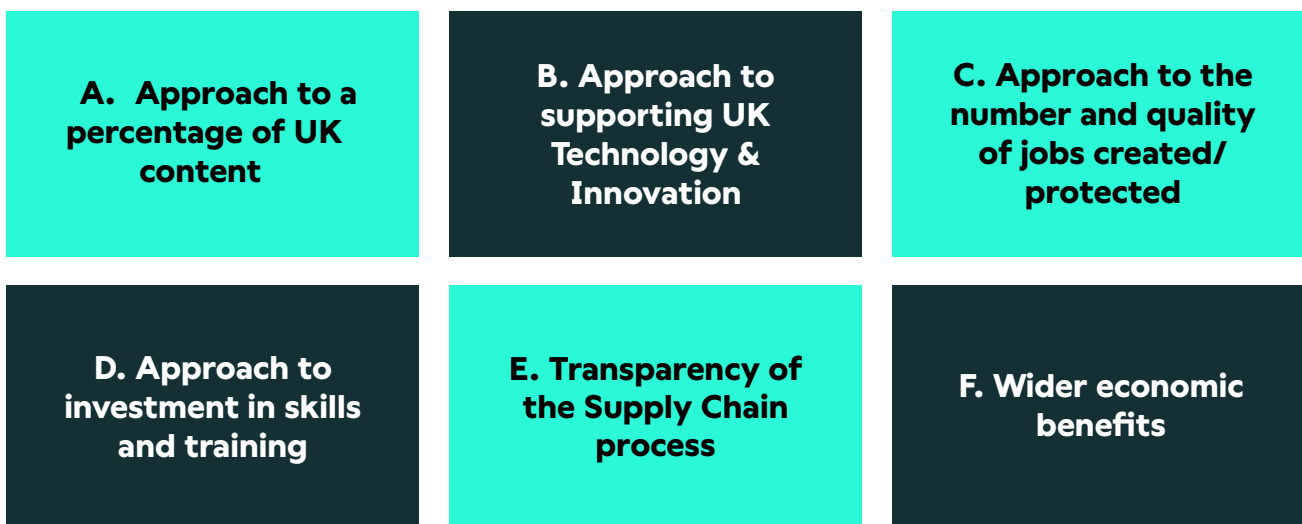 A. Approach to a
percentage of UK
content
B. Approach to
supporting UK
Technology &
Innovation
C. Approach to the
number and quality
of jobs created/
protected
D. Approach to
investment in skills
and training
E. Transparency of
the Supply Chain
process
F. Wider economic
benefits